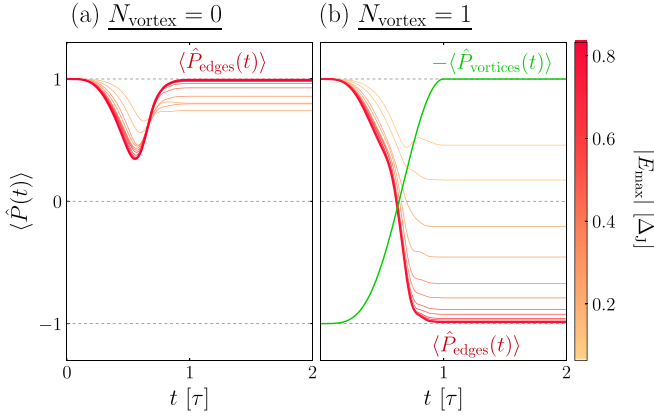 (a) N_vortex = 0
(b) N_vortex = 1
⟨P̂_edges(t)⟩
−⟨P̂_vortices(t)⟩
⟨P̂_edges(t)⟩
⟨P̂(t)⟩
1
0
−1
0
1
2
t [τ]
1
2
t [τ]
0.8
0.6
0.4
0.2
|E_max| [Δ_J]